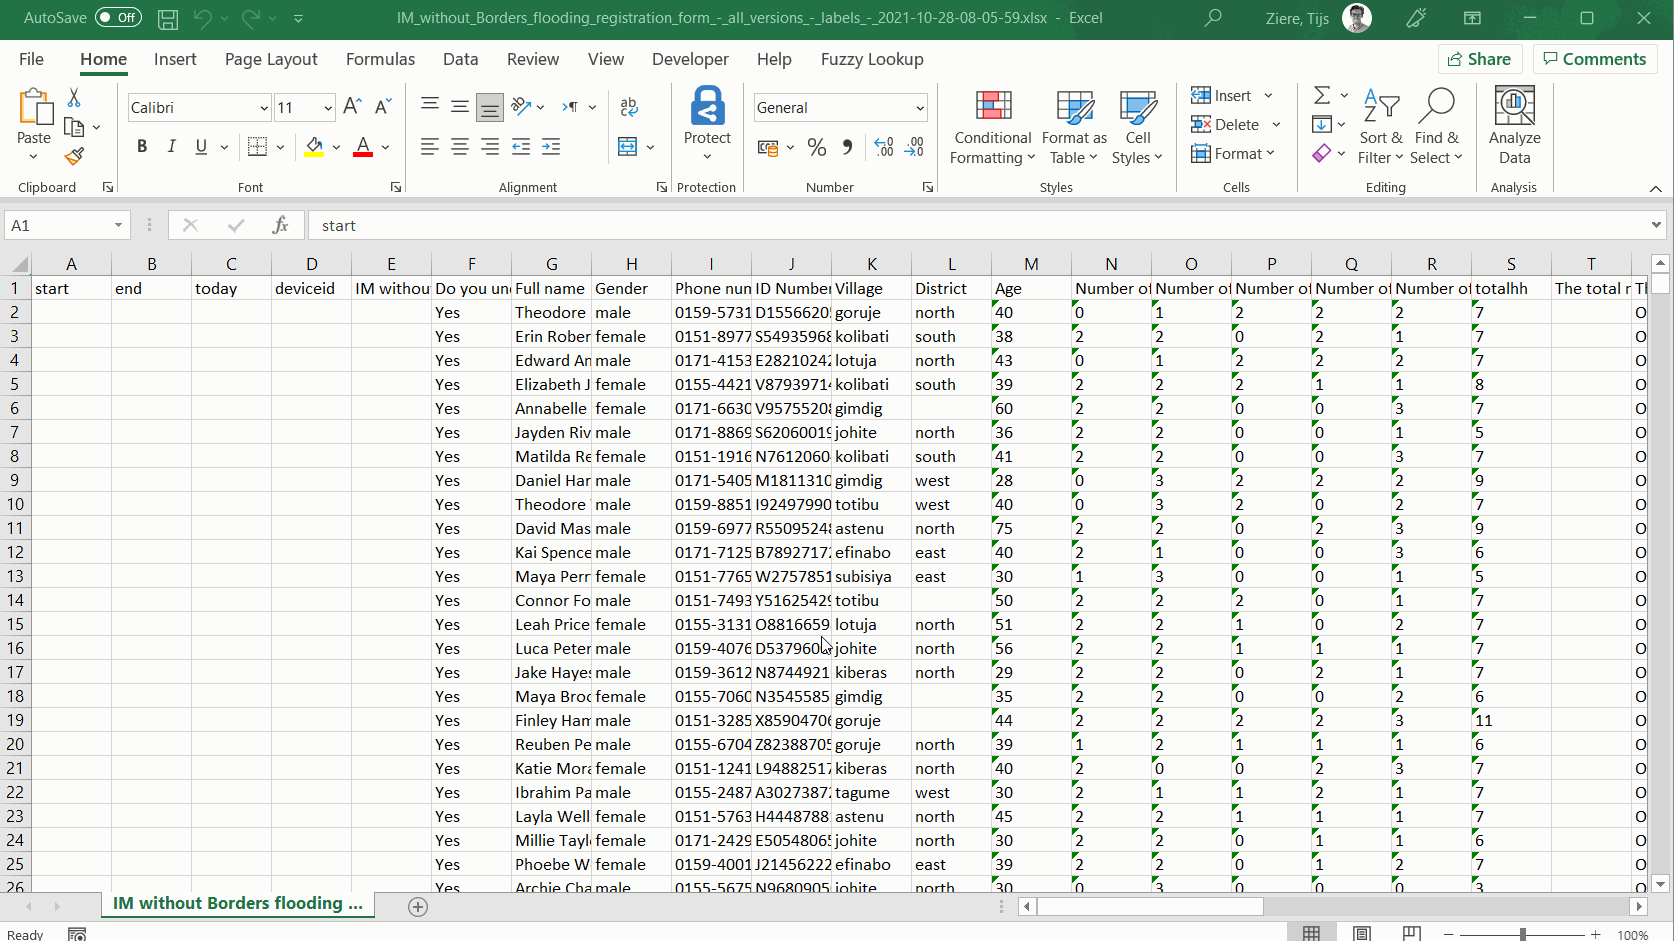 AutoSave Off IM_without_Borders_flooding_registration_form_-_all_versions_-_labels_-_2021-10-28-08-05-59.xlsx - Excel Ziere, Tijs
File Home Insert Page Layout Formulas Data Review View Developer Help Fuzzy Lookup Share Comments
Paste Calibri 11 ab Protect General Conditional Formatting Format as Table Cell Styles Insert Delete Format Sort & Filter Find & Select Analyze Data
B I U A
Clipboard Font Alignment Protection Number Styles Cells Editing Analysis
A1 fx start
A B C D E F G H I J K L M N O P Q R S T
1 start end today deviceid IM withou Do you un Full name Gender Phone num ID Number Village District Age Number of Number of Number of Number of Number of totalhh The total r Th
2 Yes Theodore male 0159-5731 D1556620 goruje north 40 0 1 2 2 2 7 O
3 Yes Erin Rober female 0151-8977 S54935968 kolibati south 38 2 2 0 2 1 7 O
4 Yes Edward An male 0171-4153 E28210242 lotuja north 43 0 1 2 2 2 7 O
5 Yes Elizabeth J female 0155-4421 V87939714 kolibati south 39 2 2 2 1 1 8 O
6 Yes Annabelle female 0171-6630 V95755208 gimdig 60 2 2 0 0 3 7 O
7 Yes Jayden Riv male 0171-8869 S62060019 johite north 36 2 2 0 0 1 5 O
8 Yes Matilda Re female 0151-1916 N7612060 kolibati south 41 2 2 0 0 3 7 O
9 Yes Daniel Har male 0171-5405 M1811310 gimdig west 28 0 3 2 2 2 9 O
10 Yes Theodore male 0159-8851 I92497990 totibu west 40 0 3 2 0 2 7 O
11 Yes David Mas male 0159-6977 R55095248 astenu north 75 2 2 0 2 3 9 O
12 Yes Kai Spence male 0171-7125 B78927172 efinabo east 40 2 1 0 0 3 6 O
13 Yes Maya Perr female 0151-7765 W2757851 subisiya east 30 1 3 0 0 1 5 O
14 Yes Connor Fo male 0151-7493 Y51625429 totibu 50 2 2 2 0 1 7 O
15 Yes Leah Price female 0155-3131 O8816659 lotuja north 51 2 2 1 0 2 7 O
16 Yes Luca Peter male 0159-4076 D537960 johite north 56 2 2 1 1 1 7 O
17 Yes Jake Hayes male 0159-3612 N8744921 kiberas north 29 2 2 0 2 1 7 O
18 Yes Maya Broo female 0155-7060 N3545585 gimdig 35 2 2 0 0 2 6 O
19 Yes Finley Ham male 0151-3285 X85904706 goruje 44 2 2 2 2 3 11 O
20 Yes Reuben Pe male 0155-6704 Z82388705 goruje north 39 1 2 1 1 1 6 O
21 Yes Katie Mora female 0151-1241 L94882517 kiberas north 40 2 0 0 2 3 7 O
22 Yes Ibrahim Pa male 0155-2487 A30273872 tagume west 30 2 1 1 2 1 7 O
23 Yes Layla Well female 0151-5763 H4448788 astenu north 45 2 2 1 1 1 7 O
24 Yes Millie Tayl female 0171-2429 E50548065 johite north 30 2 2 0 1 1 6 O
25 Yes Phoebe W female 0159-4001 J21456222 efinabo east 39 2 2 0 1 2 7 O
26 Yes Archie Cha male 0155-5675 N9680905 johite north 30 0 3 0 0 0 3 O
IM without Borders flooding ...
Ready 100%